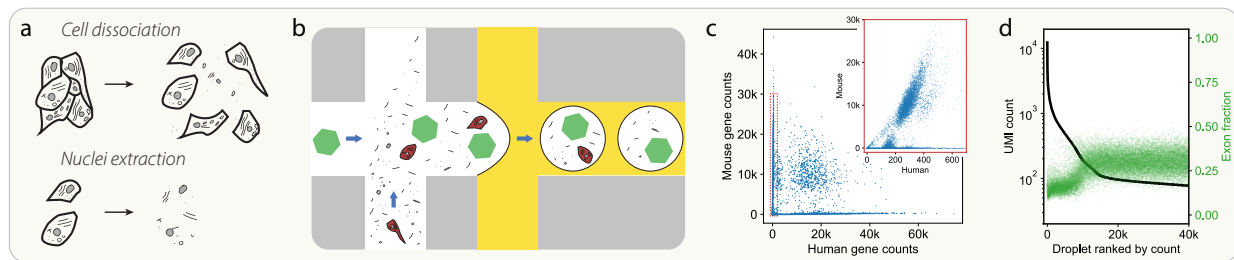 a
Cell dissociation
Nuclei extraction
b
c
Mouse gene counts
40k
30k
20k
10k
0
0
20k
40k
60k
Human gene counts
30k
20k
10k
0
Mouse
0
200
400
600
Human
d
UMI count
10⁴
10³
10²
0
10k
20k
30k
40k
Droplet ranked by count
1.00
0.75
0.50
0.25
0.00
Exon fraction